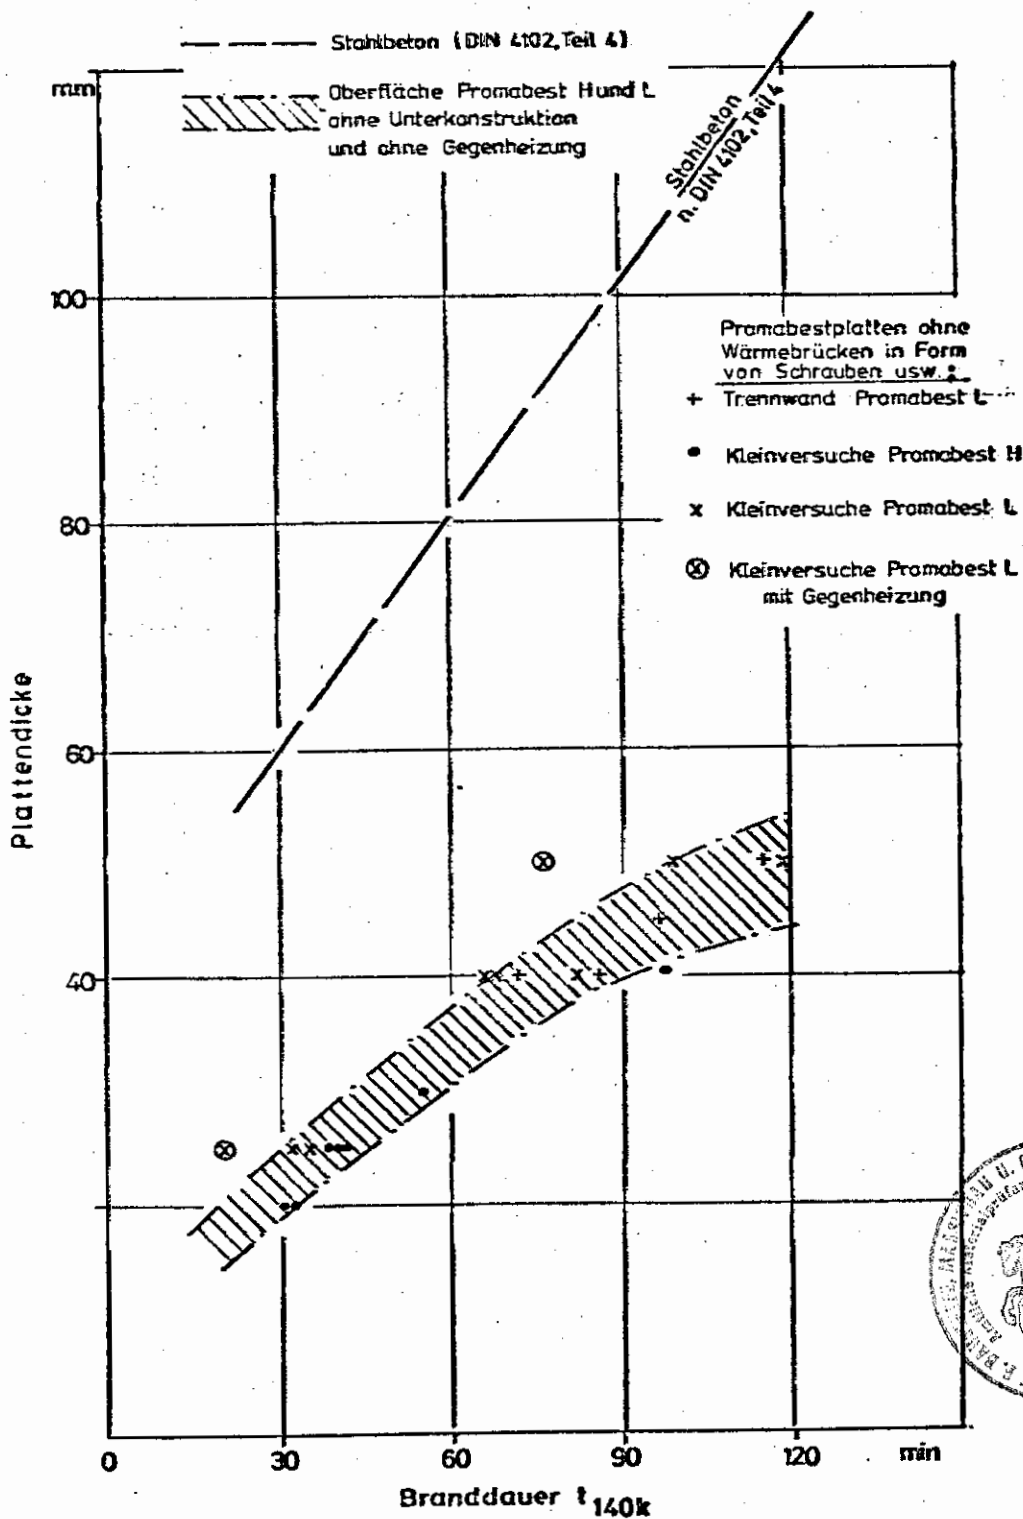 Stahlbeton (DIN 4102, Teil 4)
mm
Oberfläche Promabest H und L
ohne Unterkonstruktion
und ohne Gegenheizung
Stahlbeton
n. DIN 4102, Teil 4
100
Promabestplatten ohne
Wärmebrücken in Form
von Schrauben usw.:
+ Trennwand Promabest L
• Kleinversuche Promabest H
80
x Kleinversuche Promabest L
⊗ Kleinversuche Promabest L
mit Gegenheizung
Plattendicke
60
40
0 30 60 90 120 min
Branddauer t140k